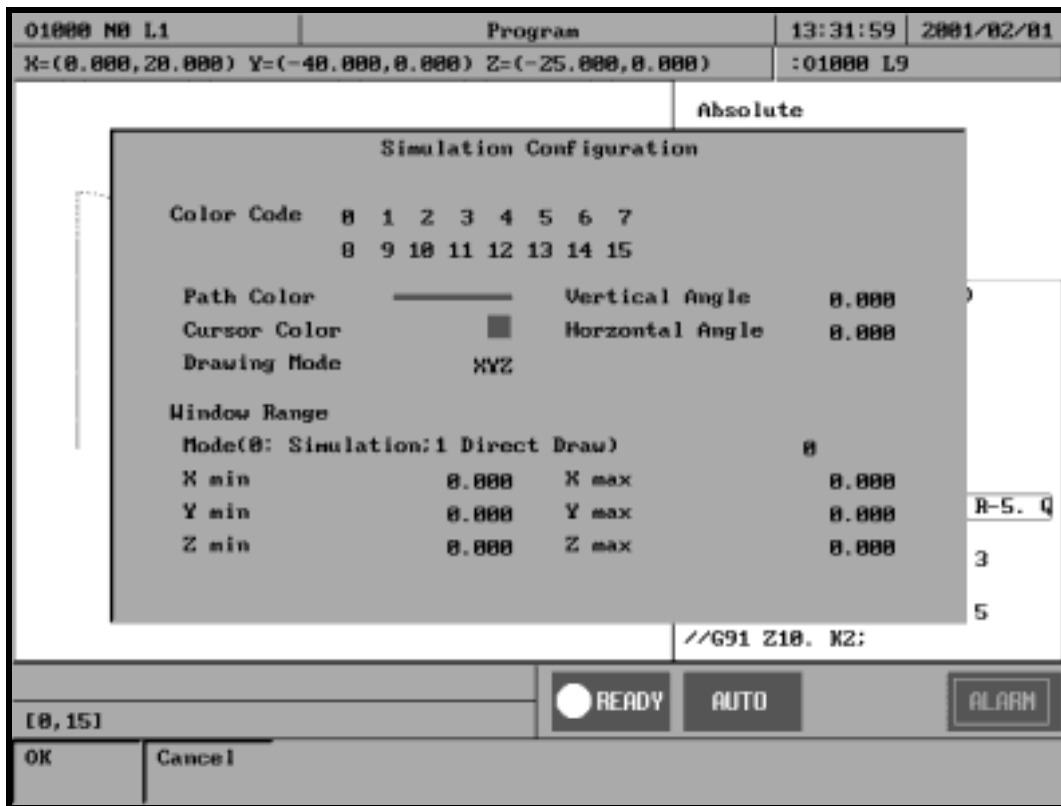 O1000 N0 L1 Program 13:31:59 2001/02/01
X=(0.000,20.000) Y=(-40.000,0.000) Z=(-25.000,0.000) :O1000 L9
Absolute
Simulation Configuration
Color Code 0 1 2 3 4 5 6 7
8 9 10 11 12 13 14 15
Path Color Vertical Angle 0.000
Cursor Color Horzontal Angle 0.000
Drawing Mode XYZ
Window Range
Mode(0: Simulation;1 Direct Draw) 0
X min 0.000 X max 0.000
Y min 0.000 Y max 0.000
R-5. Q
Z min 0.000 Z max 0.000
3
5
//G91 Z10. K2;
READY AUTO ALARM
[0,15]
OK Cancel